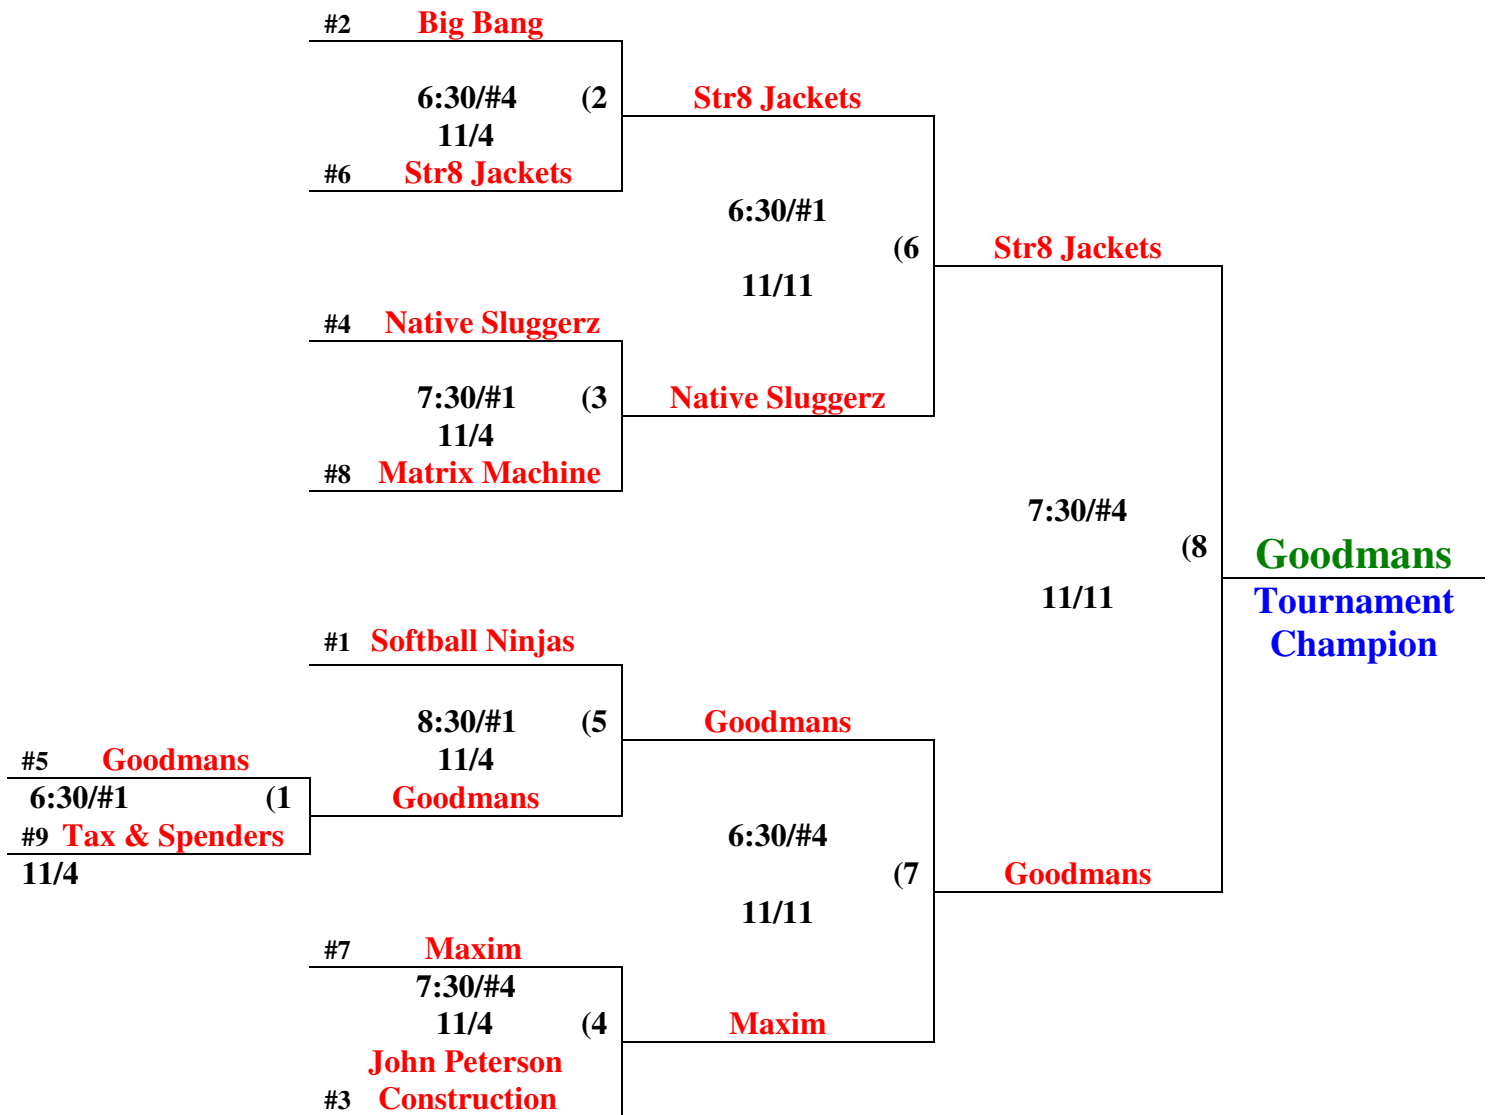 #2 Big Bang
6:30/#4 (2
11/4
#6 Str8 Jackets
Str8 Jackets
6:30/#1
(6
11/11
Str8 Jackets
#4 Native Sluggerz
7:30/#1 (3
11/4
#8 Matrix Machine
Native Sluggerz
7:30/#4
(8
11/11
Goodmans
Tournament
Champion
#1 Softball Ninjas
8:30/#1 (5
11/4
Goodmans
Goodmans
#5 Goodmans
6:30/#1 (1
#9 Tax & Spenders
11/4
6:30/#4
(7
11/11
Goodmans
#7 Maxim
7:30/#4
11/4 (4
John Peterson
#3 Construction
Maxim